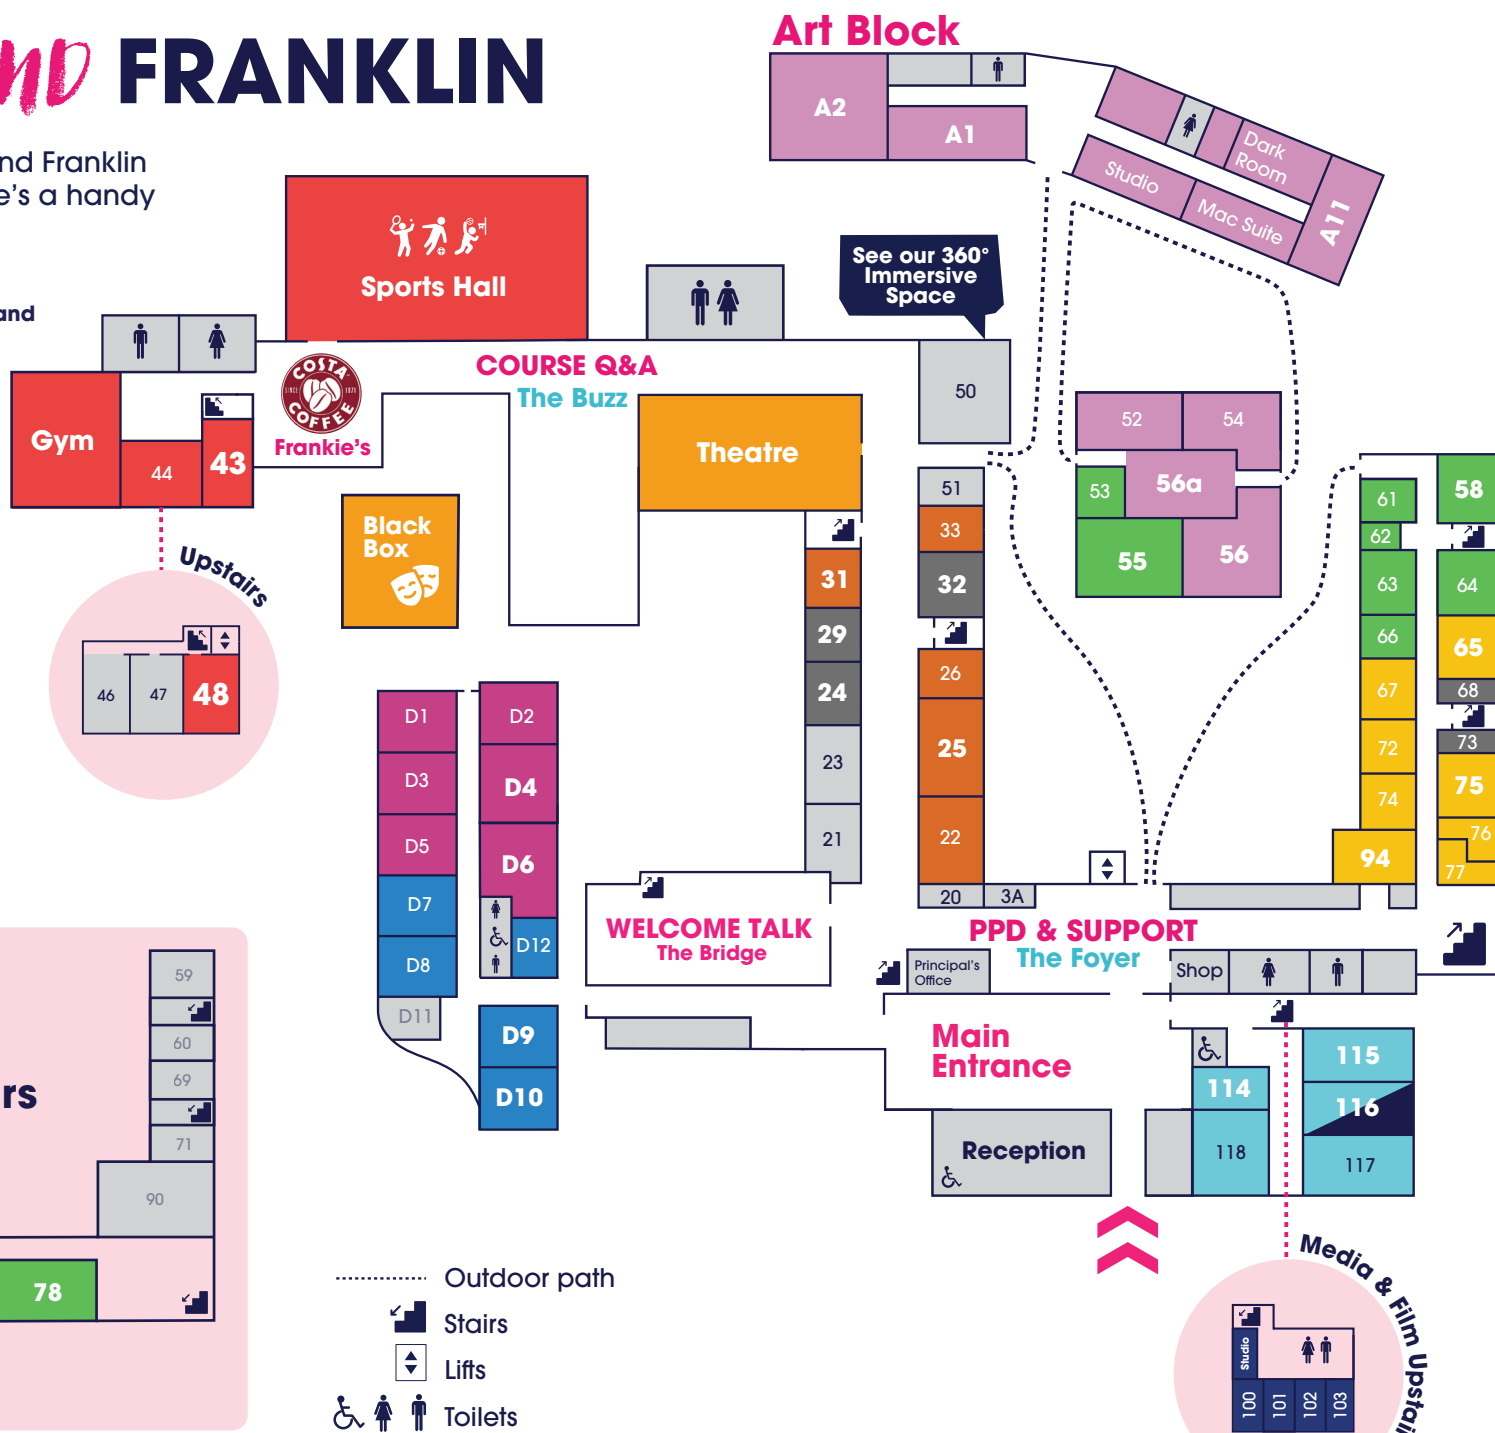 FRANKLIN
nd Franklin
e's a handy
and
Art Block
A2
A1
Dark
Room
Studio
Mac Suite
A11
Sports Hall
See our 360°
Immersive
Space
COSTA
SINCE 1971
COFFEE
Frankie's
COURSE Q&A
The Buzz
Theatre
Gym
44
43
Black
Box
Upstairs
46
47
48
50
51
33
32
26
25
22
20
3A
31
29
24
23
21
52
54
53
56a
55
56
61
62
63
66
67
72
74
94
58
64
65
68
73
75
76
77
D1
D2
D3
D4
D5
D6
D7
D8
D12
D11
D9
D10
WELCOME TALK
The Bridge
PPD & SUPPORT
The Foyer
Principal's
Office
Shop
Main
Entrance
Reception
114
118
115
116
117
59
60
69
71
90
78
rs
Outdoor path
Stairs
Lifts
Toilets
Media & Film Upstai
Studio
100
101
102
103